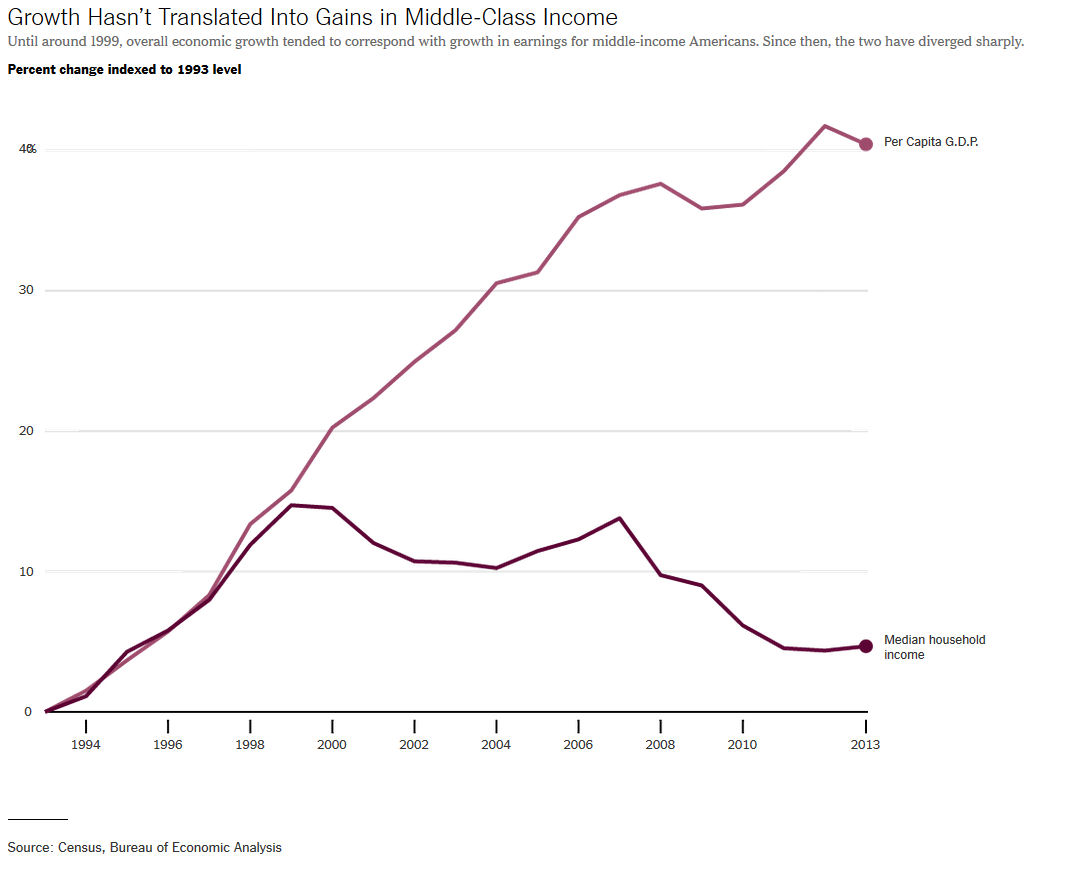 Growth Hasn’t Translated Into Gains in Middle-Class Income
Until around 1999, overall economic growth tended to correspond with growth in earnings for middle-income Americans. Since then, the two have diverged sharply.
Percent change indexed to 1993 level
40%
Per Capita G.D.P.
30
20
10
Median household
income
0
1994 1996 1998 2000 2002 2004 2006 2008 2010 2013
Source: Census, Bureau of Economic Analysis